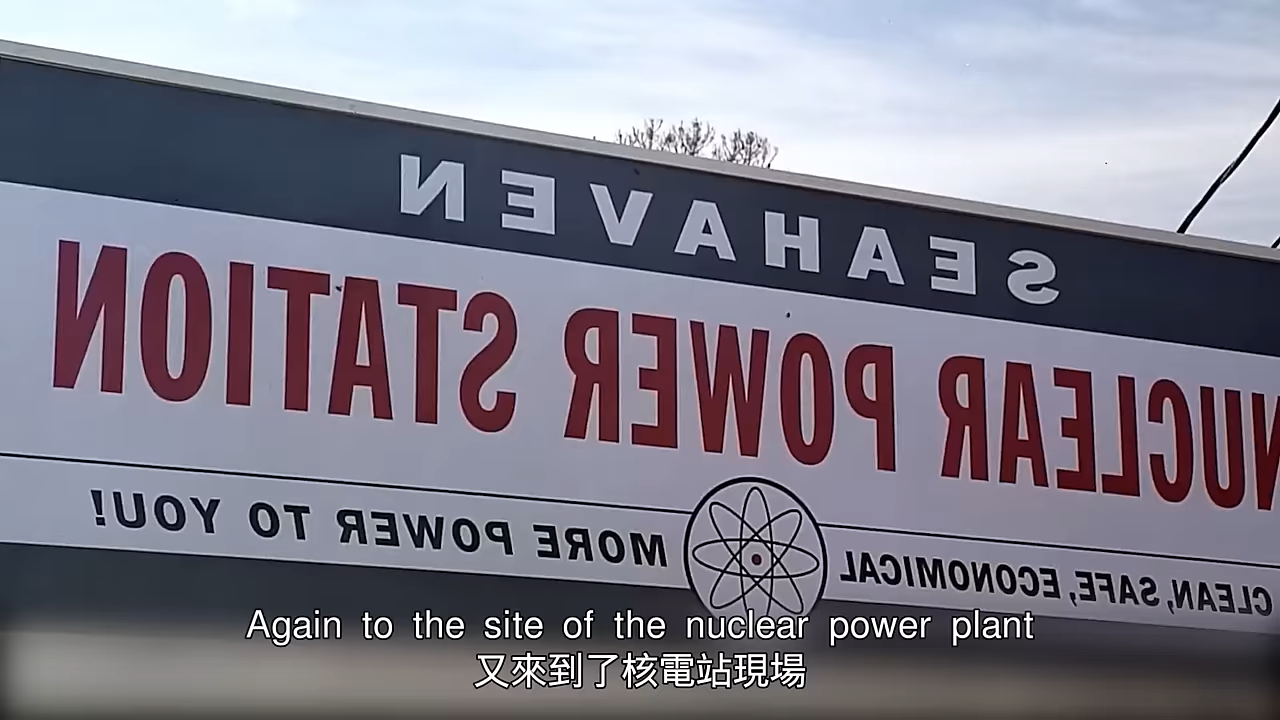 SEAHAVEN
NUCLEAR POWER STATION
CLEAN, SAFE, ECONOMICAL MORE POWER TO YOU!
Again to the site of the nuclear power plant
又來到了核電站現場